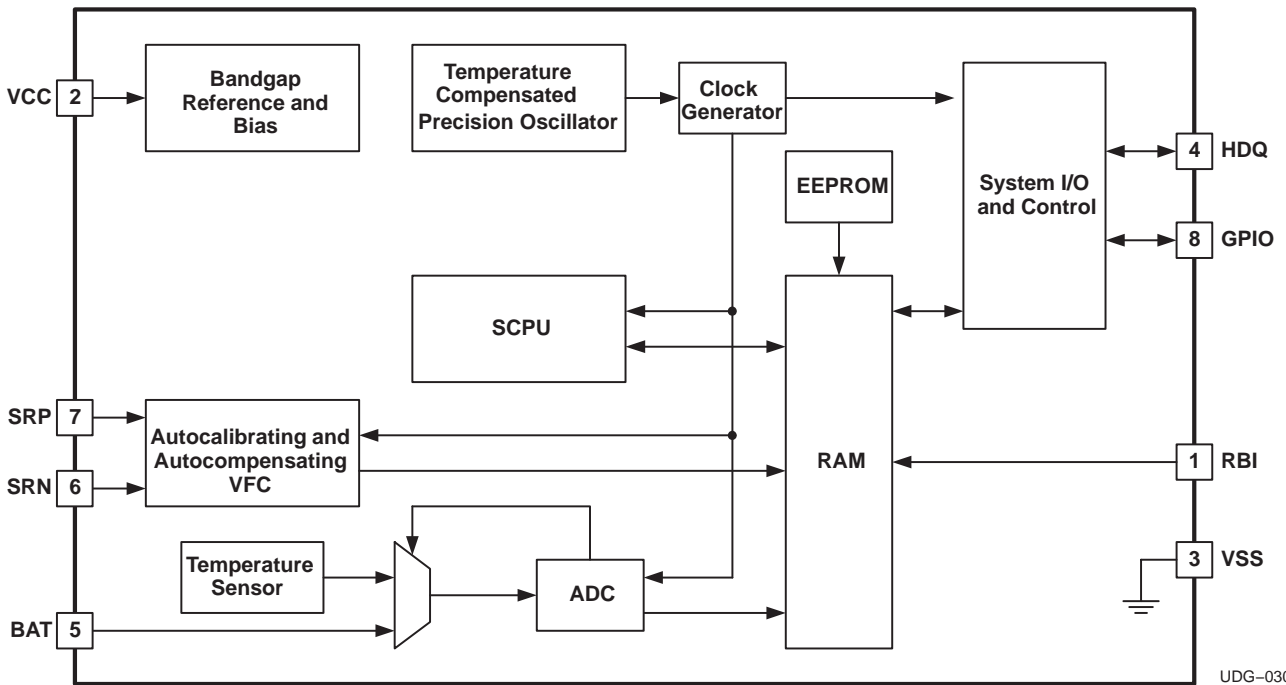 VCC 2
Bandgap
Reference and
Bias
Temperature
Compensated
Precision Oscillator
Clock
Generator
System I/O
and Control
4 HDQ
8 GPIO
EEPROM
SCPU
RAM
SRP 7
SRN 6
Autocalibrating and
Autocompensating
VFC
1 RBI
3 VSS
Temperature
Sensor
ADC
BAT 5